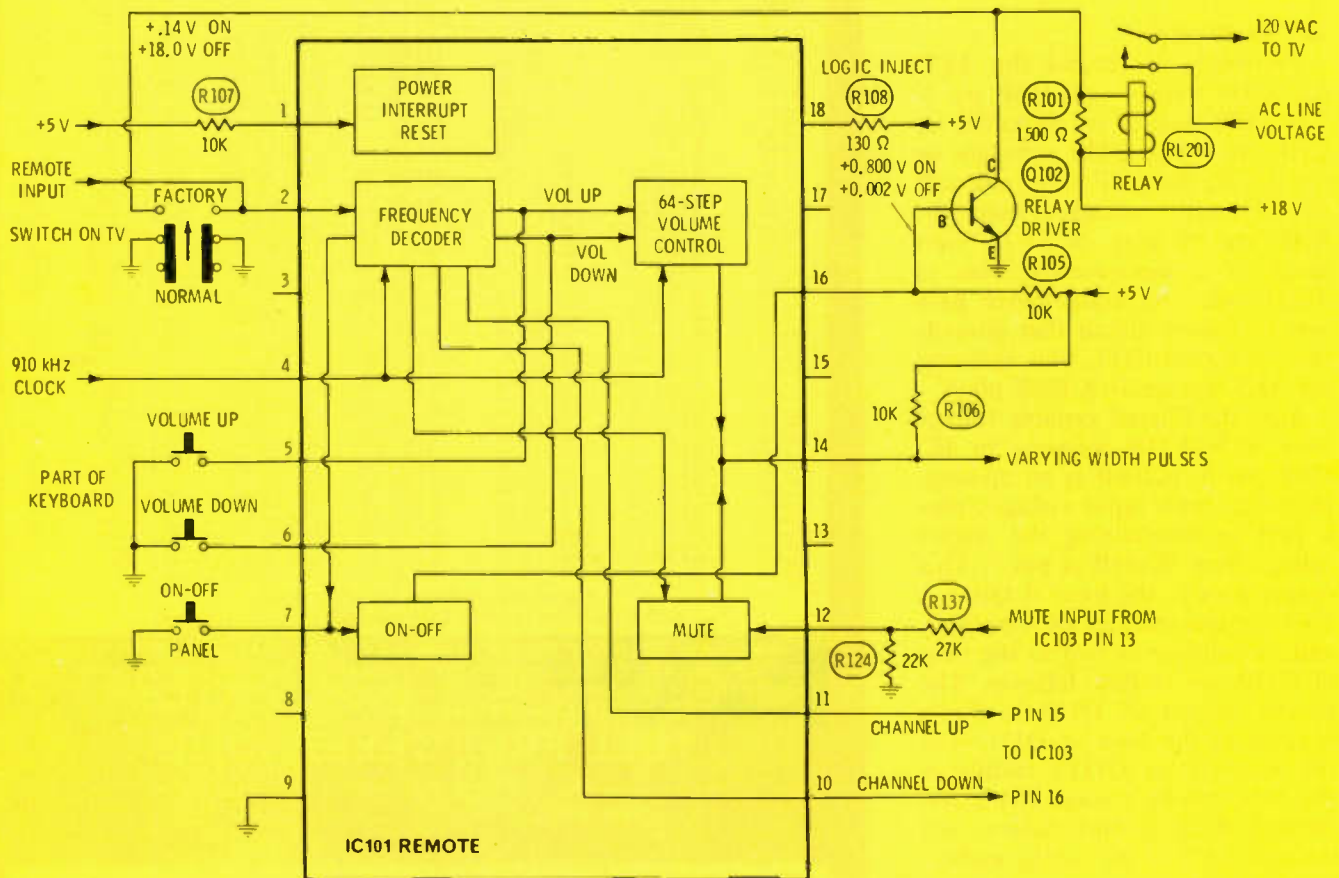 +.14 V ON
+18.0 V OFF
120 VAC
TO TV
LOGIC INJECT
R107
POWER
INTERRUPT
RESET
R108
R101
AC LINE
VOLTAGE
+5 V
1
18
+5V
10K
130 Ω
1500 Ω
RL201
REMOTE
INPUT
+0.800 V ON
+0.002 V OFF
C
Q102
RELAY
FACTORY
VOL UP
64-STEP
VOLUME
CONTROL
2
FREQUENCY
DECODER
17
B
RELAY
DRIVER
+18 V
SWITCH ON TV
VOL
DOWN
E
R105
NORMAL
3
16
+5 V
10K
910 kHz
CLOCK
4
15
VOLUME UP
10K
R106
5
14
VARYING WIDTH PULSES
PART OF
KEYBOARD
VOLUME DOWN
6
13
ON-OFF
R137
7
ON-OFF
MUTE
12
MUTE INPUT FROM
IC103 PIN 13
PANEL
R124
22K
27K
8
11
PIN 15
CHANNEL UP
TO IC103
9
10
CHANNEL DOWN
PIN 16
IC101 REMOTE